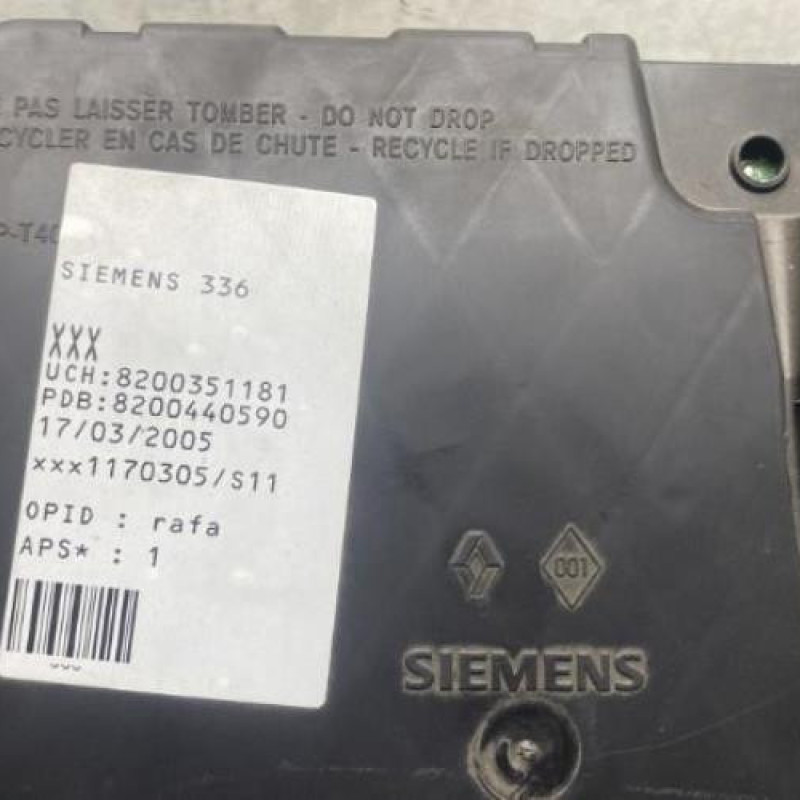 PAS LAISSER TOMBER - DO NOT DROP
CYCLER EN CAS DE CHUTE - RECYCLE IF DROPPED
SIEMENS 336
XXX
UCH:8200351181
PDB:8200440590
17/03/2005
xxx1170305/S11
OPID : rafa
APS* : 1
001
SIEMENS